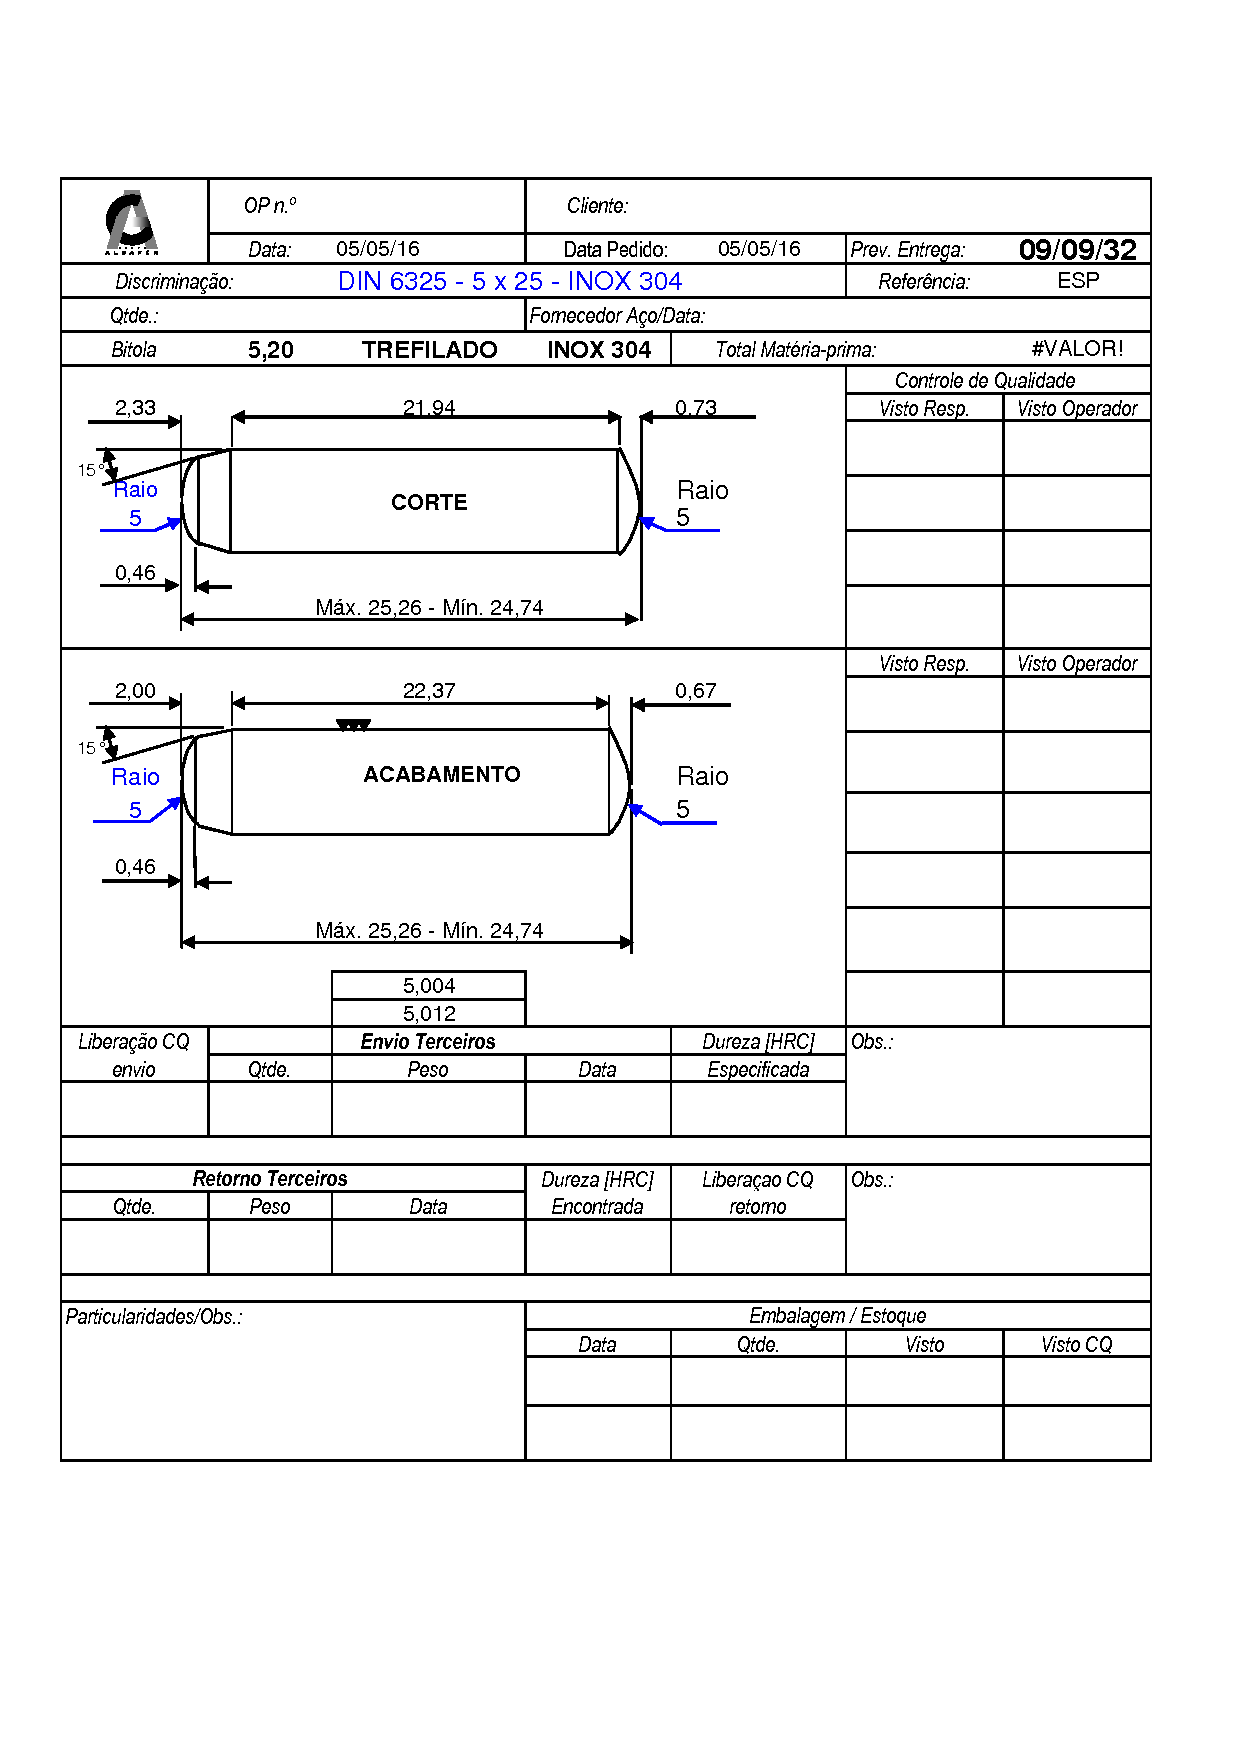 OP n.º Cliente:
ALBAFER
Data: 05/05/16 Data Pedido: 05/05/16 Prev. Entrega: 09/09/32
Discriminação: DIN 6325 - 5 x 25 - INOX 304 Referência: ESP
Qtde.: Fornecedor Aço/Data:
Bitola 5,20 TREFILADO INOX 304 Total Matéria-prima: #VALOR!
Controle de Qualidade
2,33 21,94 0,73 Visto Resp. Visto Operador
15°
Raio Raio
CORTE
5 5
0,46
Máx. 25,26 - Mín. 24,74
Visto Resp. Visto Operador
2,00 22,37 0,67
15°
Raio ACABAMENTO Raio
5 5
0,46
Máx. 25,26 - Mín. 24,74
5,004
5,012
Liberação CQ Envio Terceiros Dureza [HRC] Obs.:
envio Qtde. Peso Data Especificada
Retorno Terceiros Dureza [HRC] Liberaçao CQ Obs.:
Qtde. Peso Data Encontrada retorno
Particularidades/Obs.: Embalagem / Estoque
Data Qtde. Visto Visto CQ